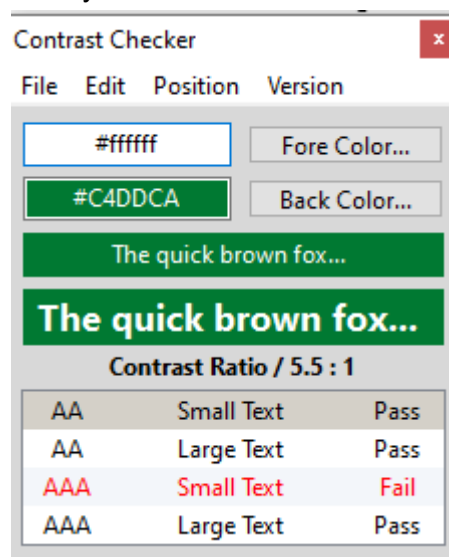 Contrast Checker x
File Edit Position Version
#ffffff Fore Color...
#C4DDCA Back Color...
The quick brown fox...
The quick brown fox...
Contrast Ratio / 5.5 : 1
AA Small Text Pass
AA Large Text Pass
AAA Small Text Fail
AAA Large Text Pass